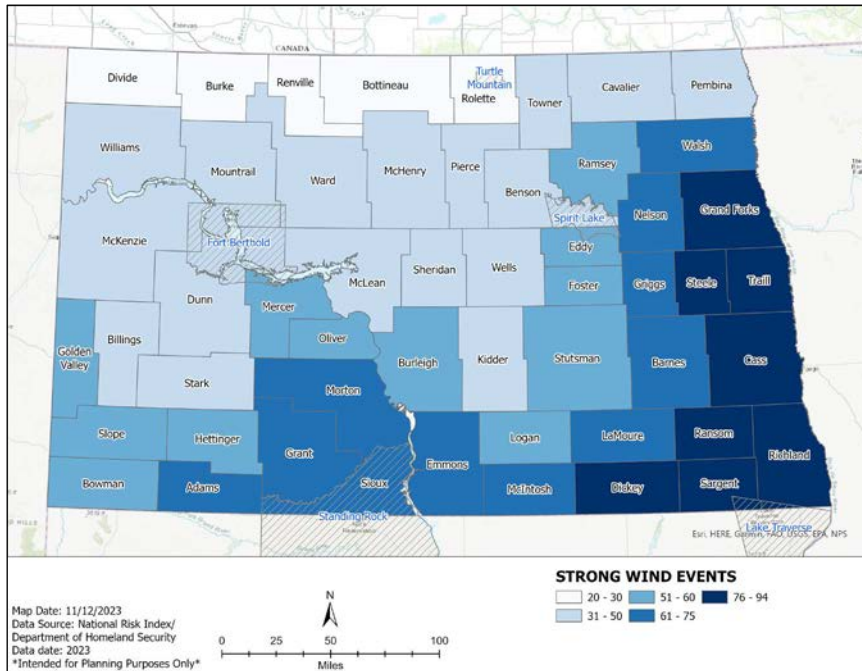 CANADA
Divide
Burke
Renville
Bottineau
Turtle
Mountain
Rolette
Towner
Cavalier
Pembina
Williams
Mountrail
Ward
McHenry
Pierce
Benson
Ramsey
Walsh
Spirit Lake
Nelson
Grand Forks
McKenzie
Fort Berthold
McLean
Sheridan
Wells
Eddy
Foster
Griggs
Steele
Traill
Dunn
Mercer
Oliver
Golden
Valley
Billings
Stark
Morton
Burleigh
Kidder
Stutsman
Barnes
Cass
Slope
Hettinger
Grant
Sioux
Emmons
Logan
LaMoure
Ransom
Richland
Bowman
Adams
McIntosh
Dickey
Sargent
Standing Rock
Lake Traverse
Esri, HERE, Garmin, FAO, USGS, EPA, NPS
STRONG WIND EVENTS
20 - 30
51 - 60
76 - 94
31 - 50
61 - 75
Map Date: 11/12/2023
Data Source: National Risk Index/
Department of Homeland Security
Data date: 2023
*Intended for Planning Purposes Only*
N
0 25 50 100
Miles